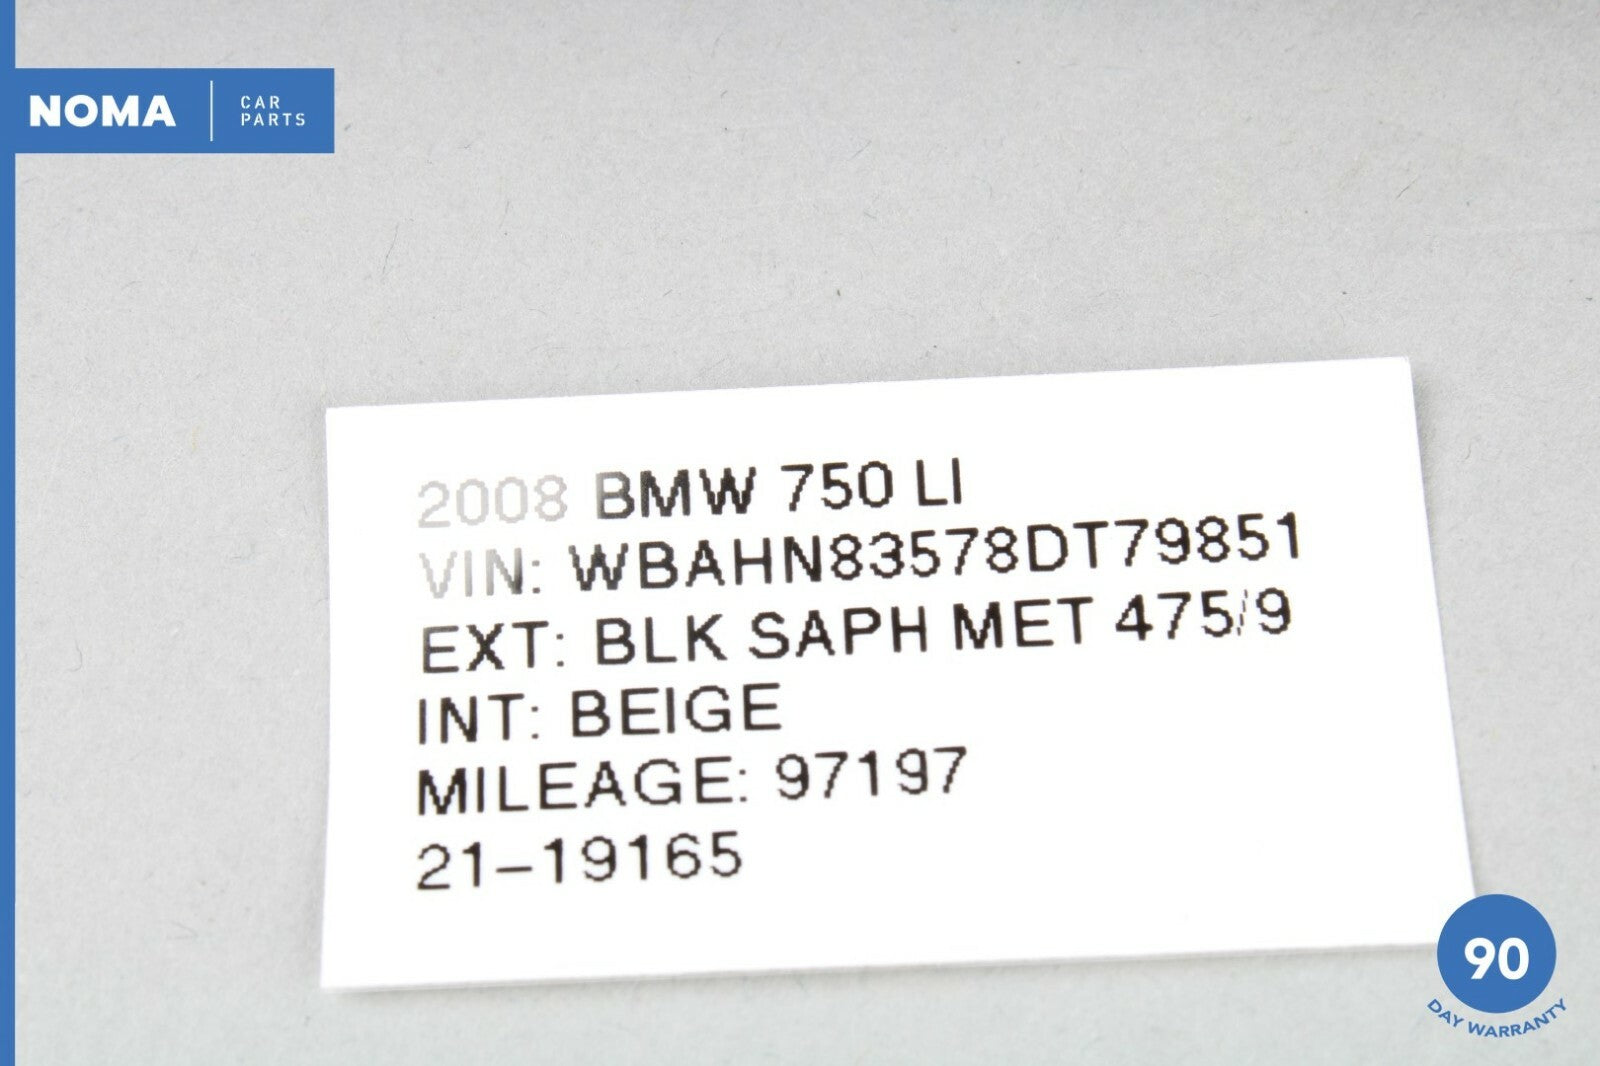 NOMA
CAR
PARTS
2008 BMW 750 LI
VIN: WBAHN83578DT79851
EXT: BLK SAPH MET 475/9
INT: BEIGE
MILEAGE: 97197
21-19165
90
DAY WARRANTY